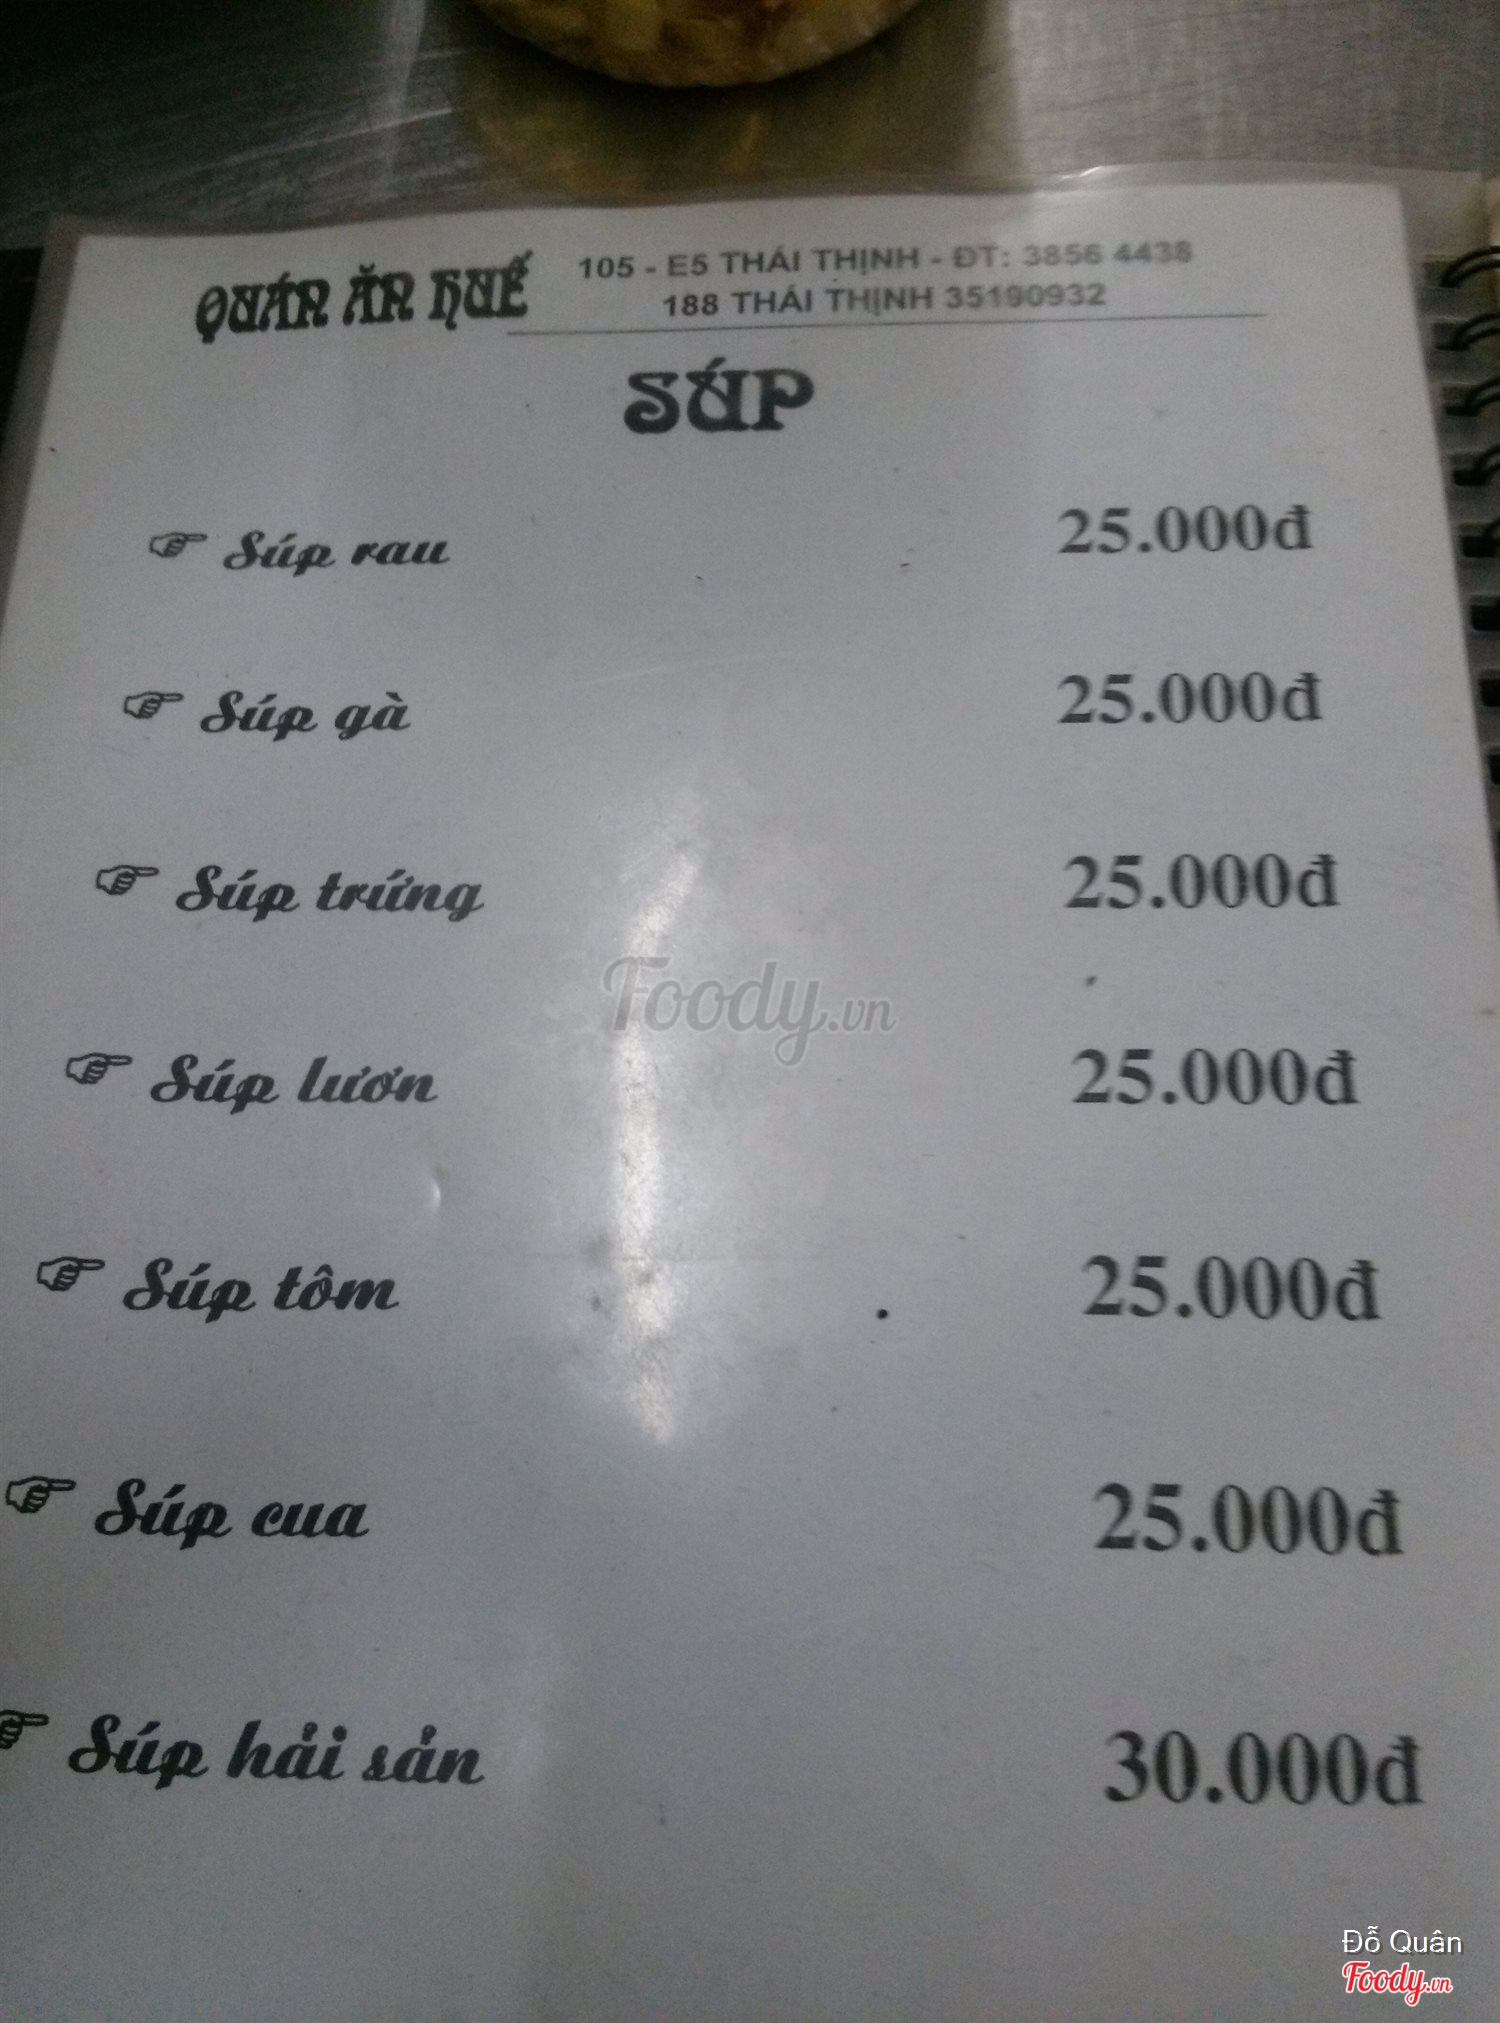 QUÁN ĂN HUẾ
105 - E5 THÁI THỊNH - ĐT: 3856 4438
188 THÁI THỊNH 35190932
SÚP
Súp rau 25.000đ
Súp gà 25.000đ
Súp trứng 25.000đ
Foody.vn
Súp lươn 25.000đ
Súp tôm 25.000đ
Súp cua 25.000đ
Súp hải sản 30.000đ
Đỗ Quân
Foody.vn